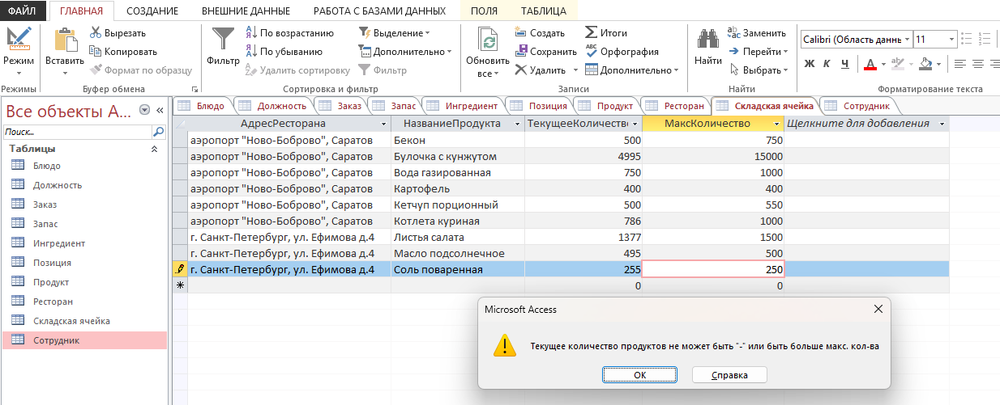 ФАЙЛ ГЛАВНАЯ СОЗДАНИЕ ВНЕШНИЕ ДАННЫЕ РАБОТА С БАЗАМИ ДАННЫХ ПОЛЯ ТАБЛИЦА
Режим
Режимы
Вставить
Вырезать
Копировать
Формат по образцу
Буфер обмена
Фильтр
По возрастанию
По убыванию
Удалить сортировку
Выделение
Дополнительно
Фильтр
Сортировка и фильтр
Обновить
все
Создать
Сохранить
Удалить
Итоги
Орфография
Дополнительно
Записи
Найти
Заменить
Перейти
Выбрать
Найти
Calibri (Область данн 11
Ж К Ч А
Форматирование текста
Все объекты A...
Поиск...
Таблицы
Блюдо
Должность
Заказ
Запас
Ингредиент
Позиция
Продукт
Ресторан
Складская ячейка
Сотрудник
Блюдо Должность Заказ Запас Ингредиент Позиция Продукт Ресторан Складская ячейка Сотрудник
АдресРесторана НазваниеПродукта ТекущееКоличество МаксКоличество Щелкните для добавления
аэропорт "Ново-Боброво", Саратов Бекон 500 750
аэропорт "Ново-Боброво", Саратов Булочка с кунжутом 4995 15000
аэропорт "Ново-Боброво", Саратов Вода газированная 750 1000
аэропорт "Ново-Боброво", Саратов Картофель 400 400
аэропорт "Ново-Боброво", Саратов Кетчуп порционный 500 550
аэропорт "Ново-Боброво", Саратов Котлета куриная 786 1000
г. Санкт-Петербург, ул. Ефимова д.4 Листья салата 1377 1500
г. Санкт-Петербург, ул. Ефимова д.4 Масло подсолнечное 495 500
г. Санкт-Петербург, ул. Ефимова д.4 Соль поваренная 255 250
0 0
Microsoft Access
Текущее количество продуктов не может быть "-" или быть больше макс. кол-ва
ОК Справка